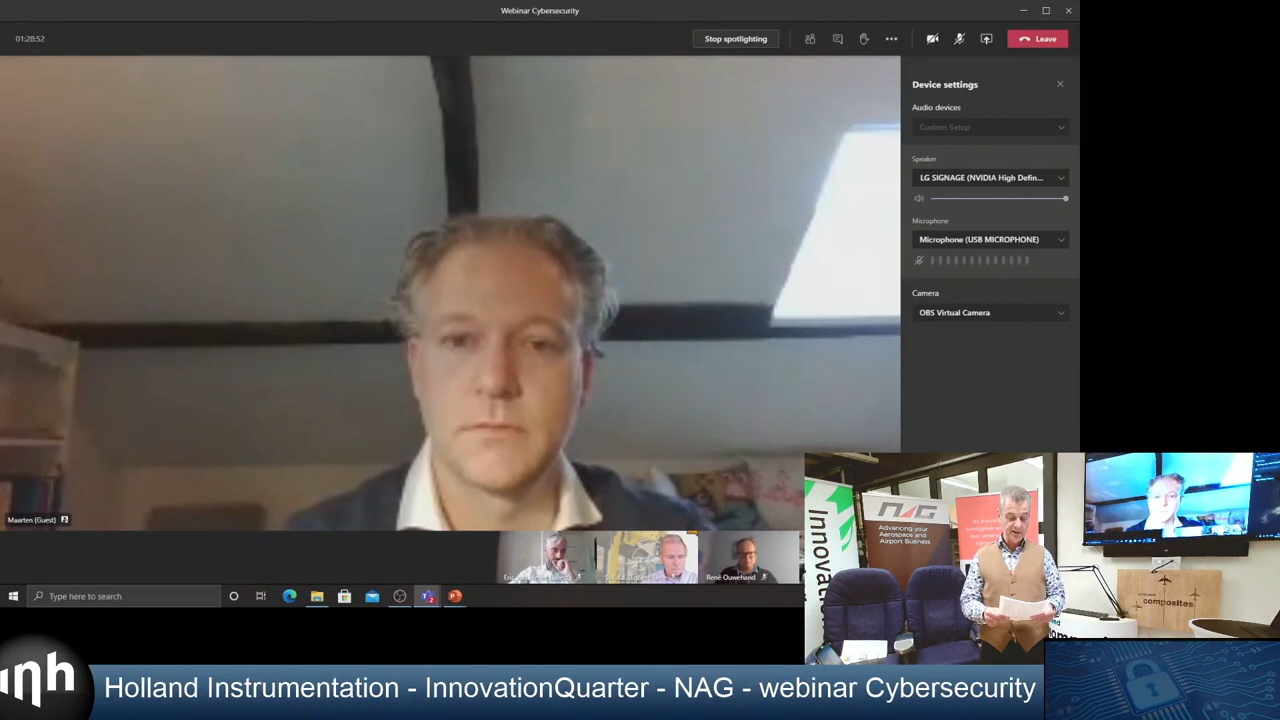 Webinar Cybersecurity
01:28:52
Stop spotlighting
Leave
Device settings
Audio devices
Custom Setup
Speaker
LG SIGNAGE (NVIDIA High Defin...
Microphone
Microphone (USB MICROPHONE)
Camera
OBS Virtual Camera
Maarten (Guest)
René Ouwehand
Type here to search
Innovation
NAG
Advancing your
Aerospace and
Airport Business
composites
inh
Holland Instrumentation - InnovationQuarter - NAG - webinar Cybersecurity